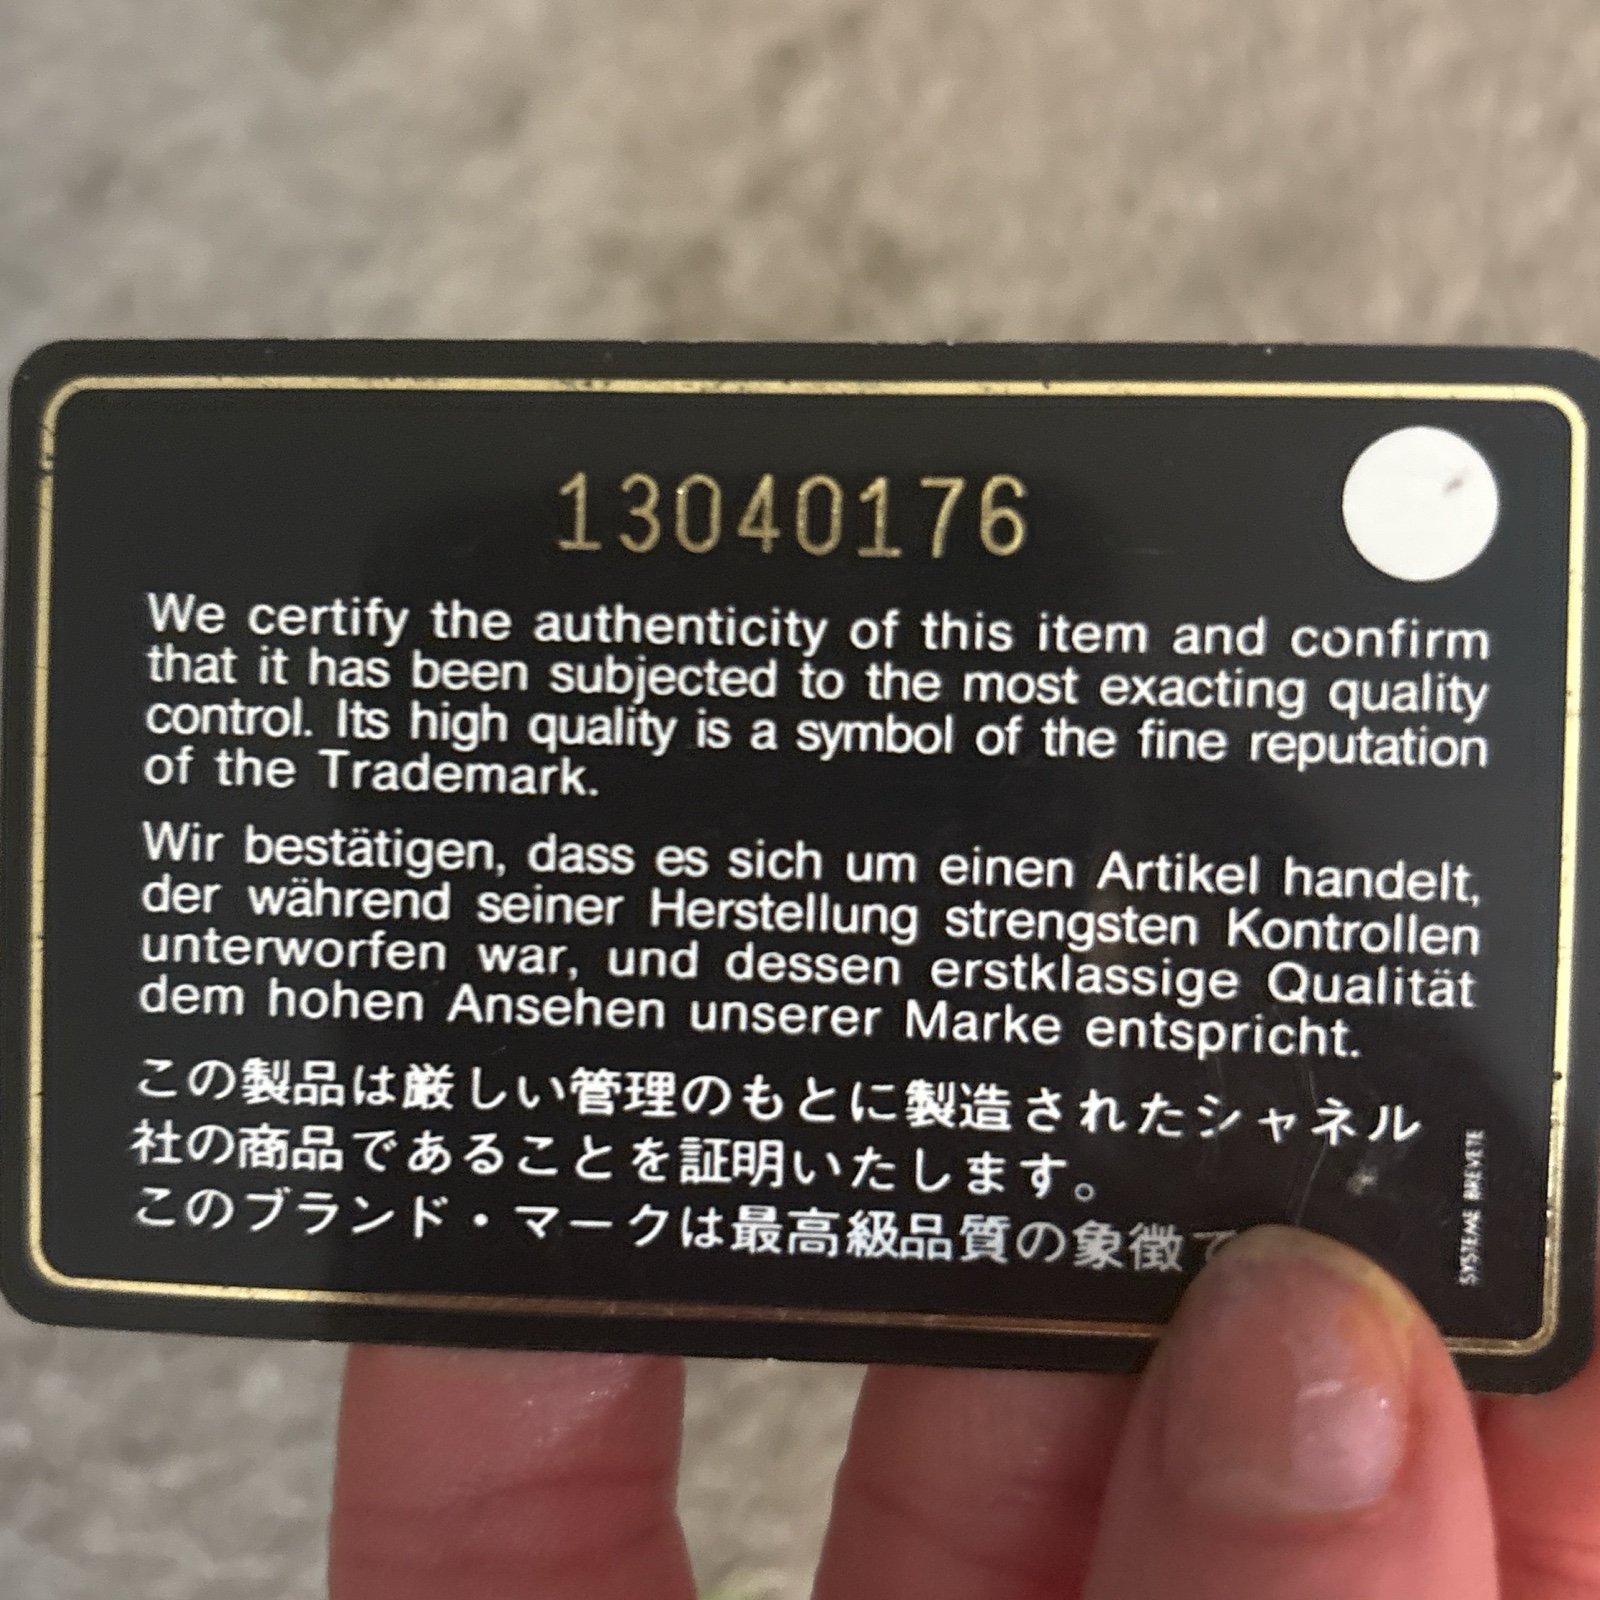 13040176
We certify the authenticity of this item and confirm
that it has been subjected to the most exacting quality
control. Its high quality is a symbol of the fine reputation
of the Trademark.
Wir bestätigen, dass es sich um einen Artikel handelt,
der während seiner Herstellung strengsten Kontrollen
unterworfen war, und dessen erstklassige Qualität
dem hohen Ansehen unserer Marke entspricht.
この製品は厳しい管理のもとに製造されたシャネル
社の商品であることを証明いたします。
このブランド・マークは最高級品質の象徴で
SYSTEME BREVETE